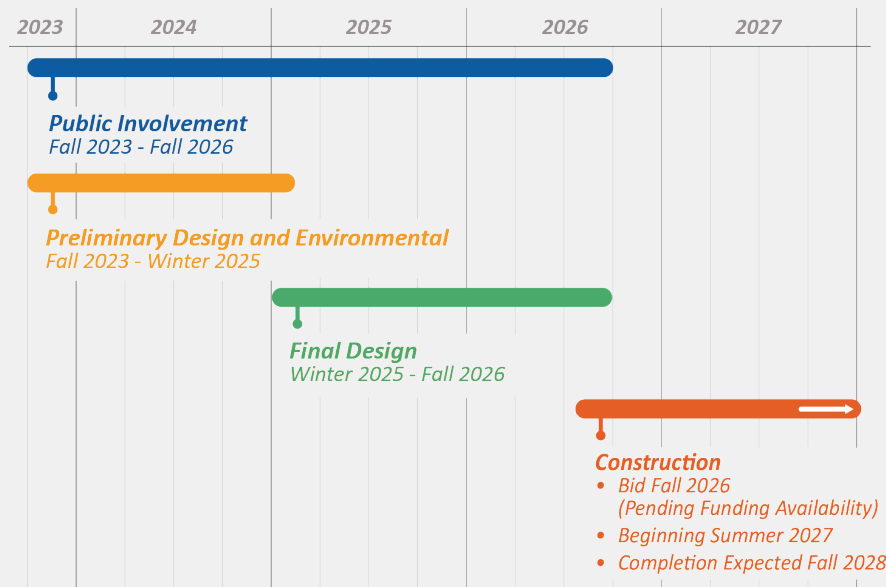 2023 2024 2025 2026 2027
Public Involvement
Fall 2023 - Fall 2026
Preliminary Design and Environmental
Fall 2023 - Winter 2025
Final Design
Winter 2025 - Fall 2026
Construction
• Bid Fall 2026
(Pending Funding Availability)
• Beginning Summer 2027
• Completion Expected Fall 2028